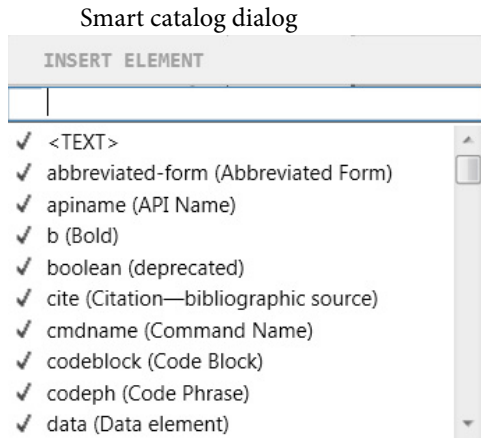 Smart catalog dialog
INSERT ELEMENT
<TEXT>
abbreviated-form (Abbreviated Form)
apiname (API Name)
b (Bold)
boolean (deprecated)
cite (Citation—bibliographic source)
cmdname (Command Name)
codeblock (Code Block)
codeph (Code Phrase)
data (Data element)